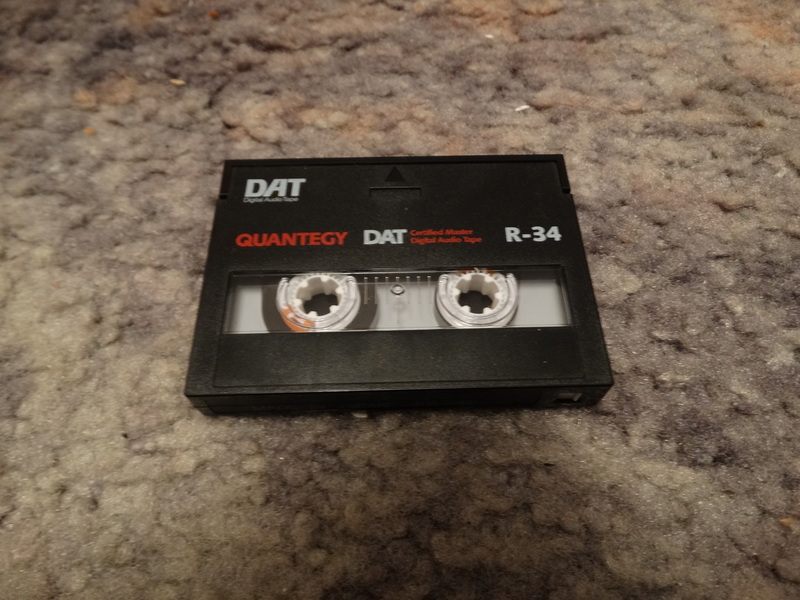 DAT
Digital Audio Tape
QUANTEGY DAT Certified Master Digital Audio Tape R-34